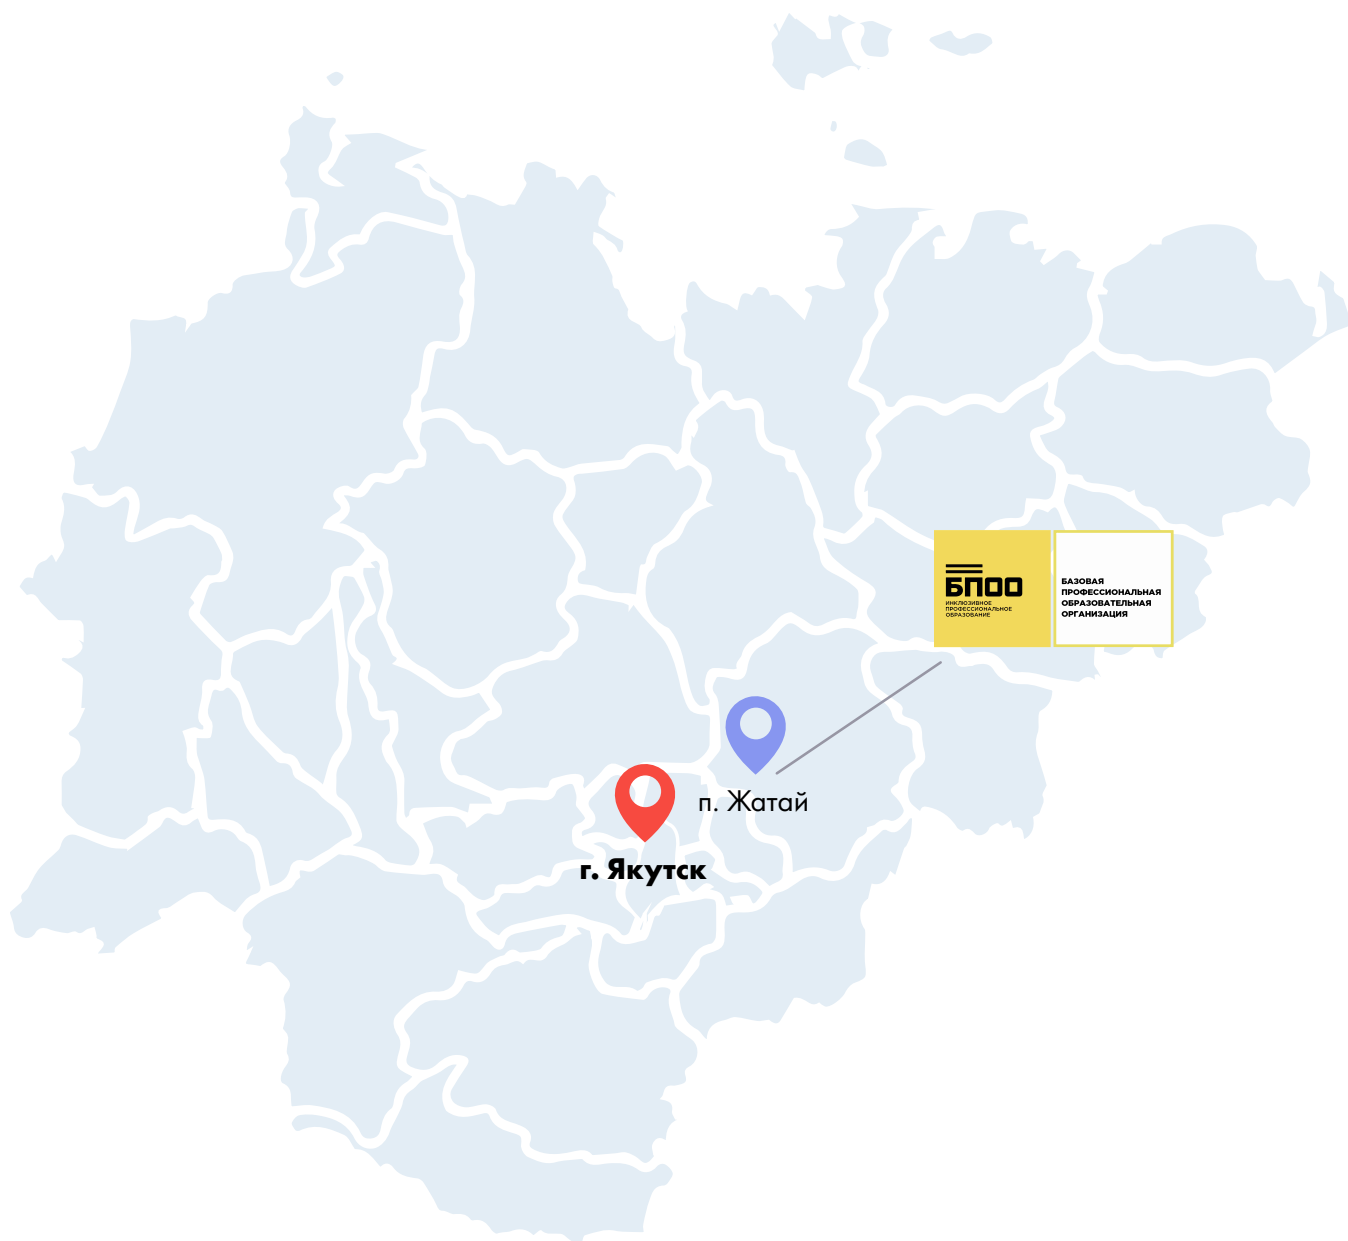 БПОО
ИНКЛЮЗИВНОЕ
ПРОФЕССИОНАЛЬНОЕ
ОБРАЗОВАНИЕ
БАЗОВАЯ
ПРОФЕССИОНАЛЬНАЯ
ОБРАЗОВАТЕЛЬНАЯ
ОРГАНИЗАЦИЯ
п. Жатай
г. Якутск